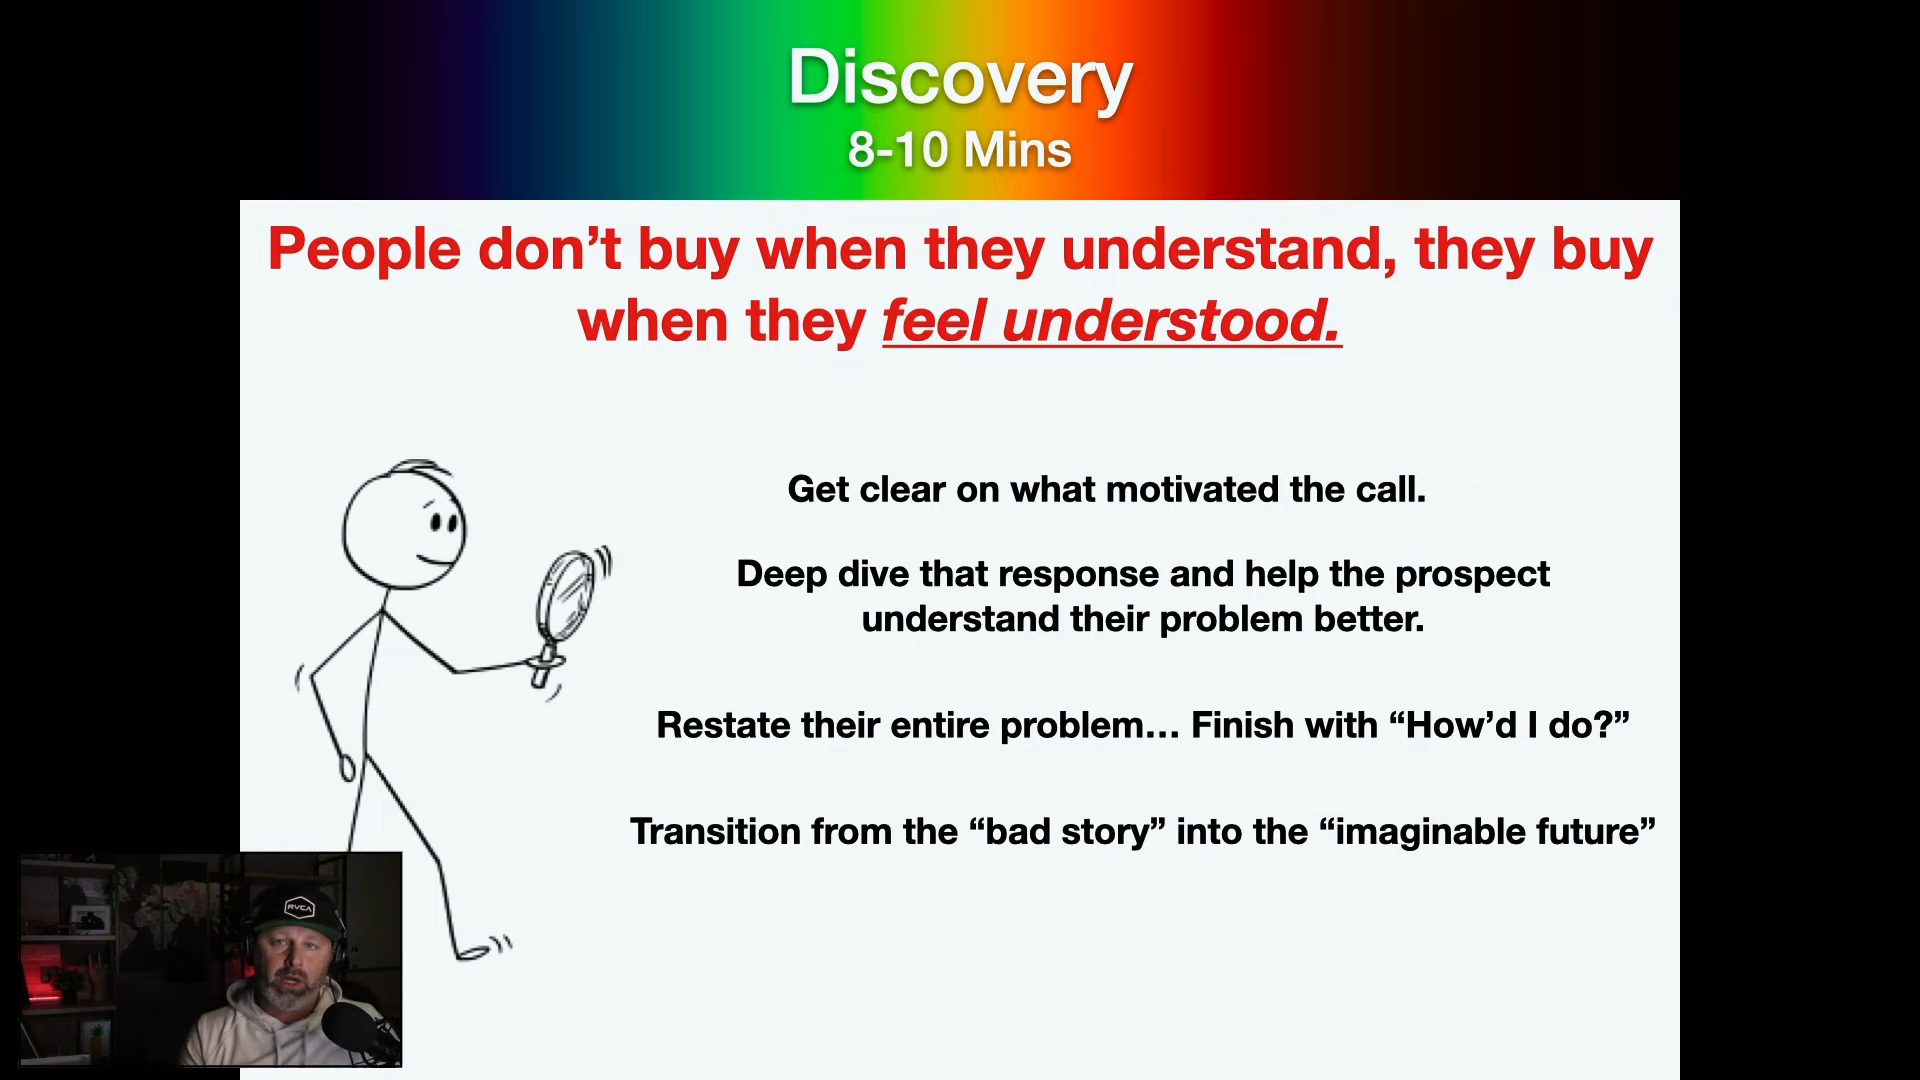 Discovery
8-10 Mins
People don’t buy when they understand, they buy
when they feel understood.
Get clear on what motivated the call.
Deep dive that response and help the prospect
understand their problem better.
Restate their entire problem… Finish with “How’d I do?”
Transition from the “bad story” into the “imaginable future”
RVCA